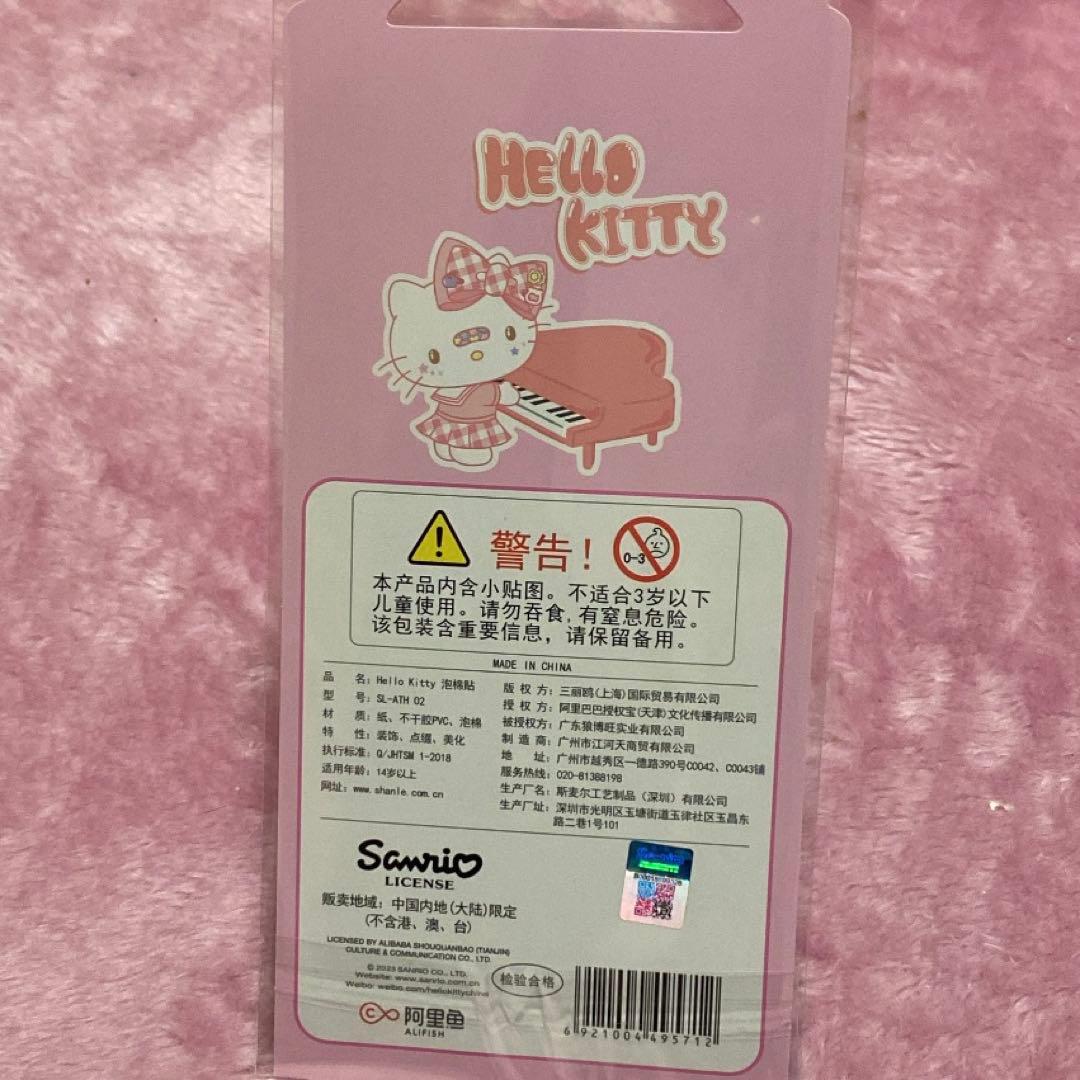 HELLO
KITTY
警告!
0-3
本产品内含小贴图。不适合3岁以下
儿童使用。请勿吞食,有窒息危险。
该包装含重要信息,请保留备用。
MADE IN CHINA
品 名: Hello Kitty 泡棉贴
型 号: SL-ATH 02
材 质: 纸、不干胶PVC、泡棉
特 性: 装饰、点缀、美化
执行标准: Q/JHTSM 1-2018
适用年龄: 14岁以上
网址: www.shanle.com.cn
版 权 方: 三丽鸥(上海)国际贸易有限公司
授 权 方: 阿里巴巴授权宝(天津)文化传播有限公司
被授权方: 广东狼博旺实业有限公司
制 造 商: 广州市江河天商贸有限公司
地 址: 广州市越秀区一德路390号C0042、C0043铺
服务热线: 020-81388198
生产厂名: 斯麦尔工艺制品(深圳)有限公司
生产厂址: 深圳市光明区玉塘街道玉律社区玉昌东
路二巷1号101
Sanrio
LICENSE
贩卖地域: 中国内地(大陆)限定
(不含港、澳、台)
LICENSED BY ALIBABA SHOUQUANBAO (TIANJIN)
CULTURE & COMMUNICATION CO., LTD.
© 2023 SANRIO CO., LTD.
Website: www.sanrio.com.cn
Weibo: weibo.com/hellokittychina
检验合格
阿里鱼
ALIFISH
6 921004 495712